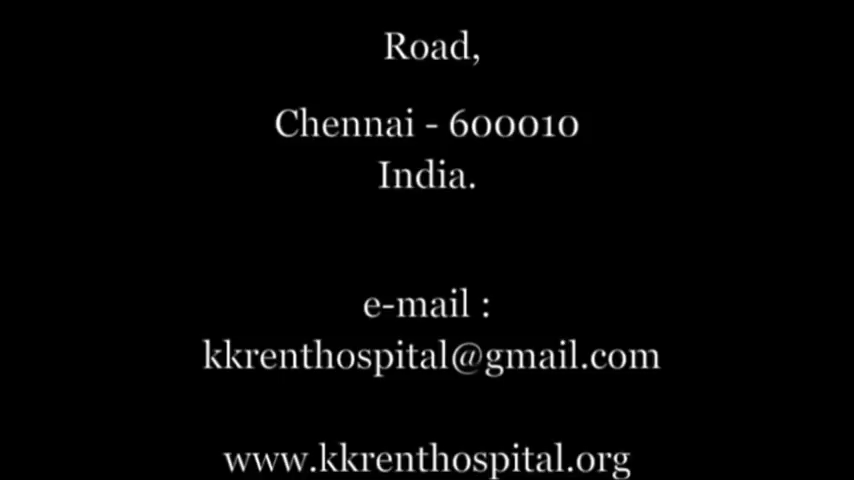 Road,
Chennai - 600010
India.
e-mail :
kkrenthospital@gmail.com
www.kkrenthospital.org